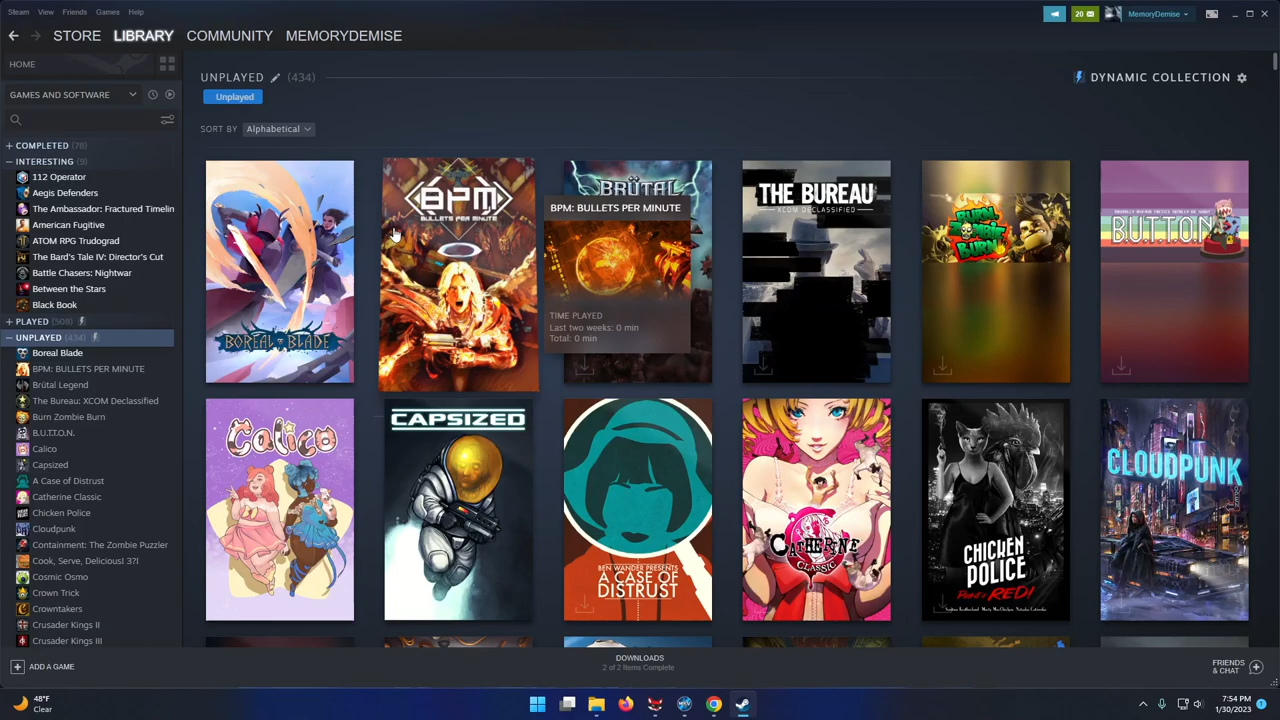 Steam View Friends Games Help
20 MemoryDemise
STORE LIBRARY COMMUNITY MEMORYDEMISE
HOME
GAMES AND SOFTWARE
+ COMPLETED (78)
— INTERESTING (9)
112 Operator
Aegis Defenders
The Ambassador: Fractured Timelin
American Fugitive
ATOM RPG Trudograd
The Bard's Tale IV: Director's Cut
Battle Chasers: Nightwar
Between the Stars
Black Book
+ PLAYED (508)
— UNPLAYED (434)
Boreal Blade
BPM: BULLETS PER MINUTE
Brütal Legend
The Bureau: XCOM Declassified
Burn Zombie Burn
B.U.T.T.O.N.
Calico
Capsized
A Case of Distrust
Catherine Classic
Chicken Police
Cloudpunk
Containment: The Zombie Puzzler
Cook, Serve, Delicious! 3?!
Cosmic Osmo
Crown Trick
Crowntakers
Crusader Kings II
Crusader Kings III
UNPLAYED (434)
DYNAMIC COLLECTION
Unplayed
SORT BY Alphabetical
BOREAL BLADE
BPM
BULLETS PER MINUTE
BRÜTAL
BPM: BULLETS PER MINUTE
TIME PLAYED
Last two weeks: 0 min
Total: 0 min
THE BUREAU
XCOM DECLASSIFIED
BURN, ZOMBIE BURN!
BUTTON
Calico
CAPSIZED
BEN WANDER PRESENTS
A CASE OF
DISTRUST
CATHERINE
CLASSIC
CHICKEN
POLICE
Paint it RED!
CLOUDPUNK
+ ADD A GAME
DOWNLOADS
2 of 2 Items Complete
FRIENDS
& CHAT
48°F
Clear
7:54 PM
1/30/2023
1